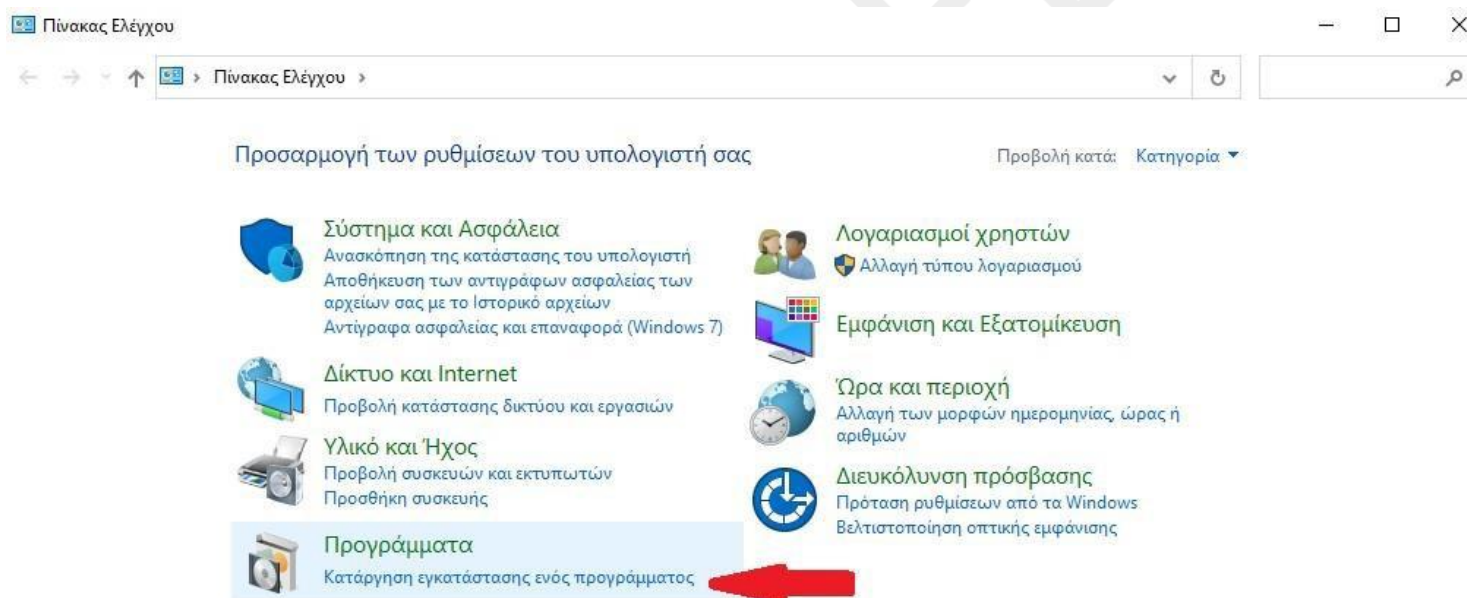 Πίνακας Ελέγχου
Πίνακας Ελέγχου
Προσαρμογή των ρυθμίσεων του υπολογιστή σας
Προβολή κατά: Κατηγορία
Σύστημα και Ασφάλεια
Ανασκόπηση της κατάστασης του υπολογιστή
Αποθήκευση των αντιγράφων ασφαλείας των
αρχείων σας με το Ιστορικό αρχείων
Αντίγραφα ασφαλείας και επαναφορά (Windows 7)
Δίκτυο και Internet
Προβολή κατάστασης δικτύου και εργασιών
Υλικό και Ήχος
Προβολή συσκευών και εκτυπωτών
Προσθήκη συσκευής
Προγράμματα
Κατάργηση εγκατάστασης ενός προγράμματος
Λογαριασμοί χρηστών
Αλλαγή τύπου λογαριασμού
Εμφάνιση και Εξατομίκευση
Ώρα και περιοχή
Αλλαγή των μορφών ημερομηνίας, ώρας ή
αριθμών
Διευκόλυνση πρόσβασης
Πρόταση ρυθμίσεων από τα Windows
Βελτιστοποίηση οπτικής εμφάνισης